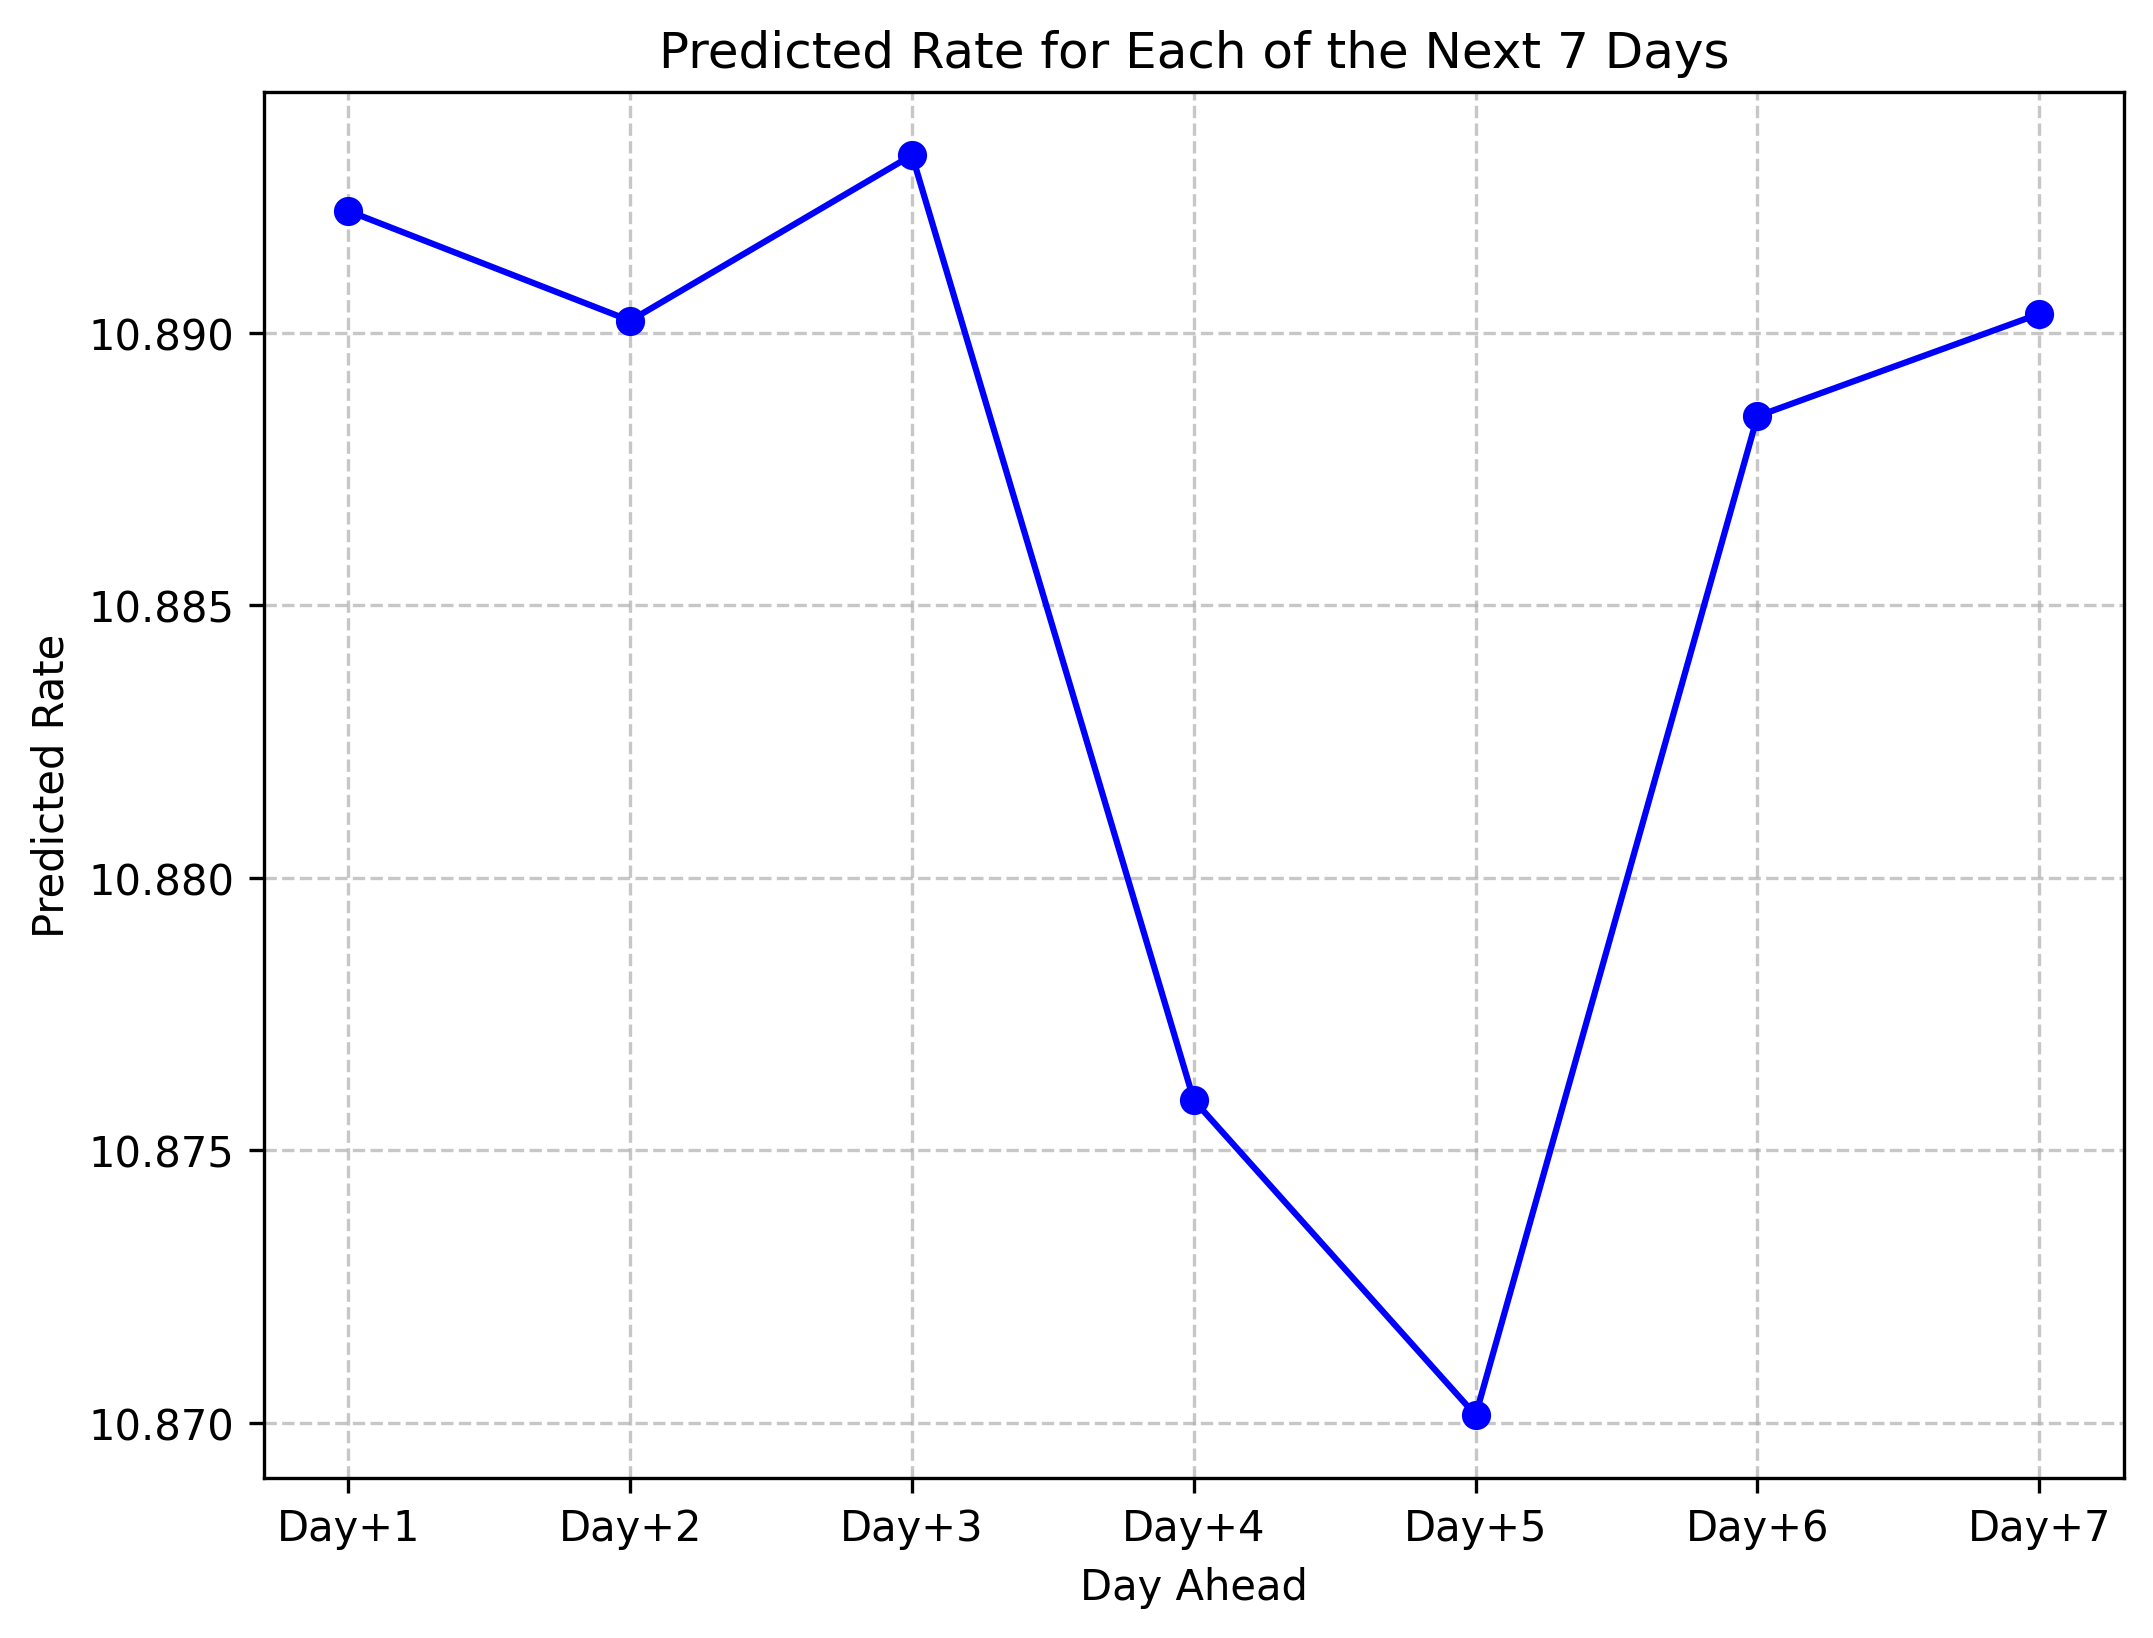 Predicted Rate for Each of the Next 7 Days
Predicted Rate
10.890
10.885
10.880
10.875
10.870
Day+1 Day+2 Day+3 Day+4 Day+5 Day+6 Day+7
Day Ahead